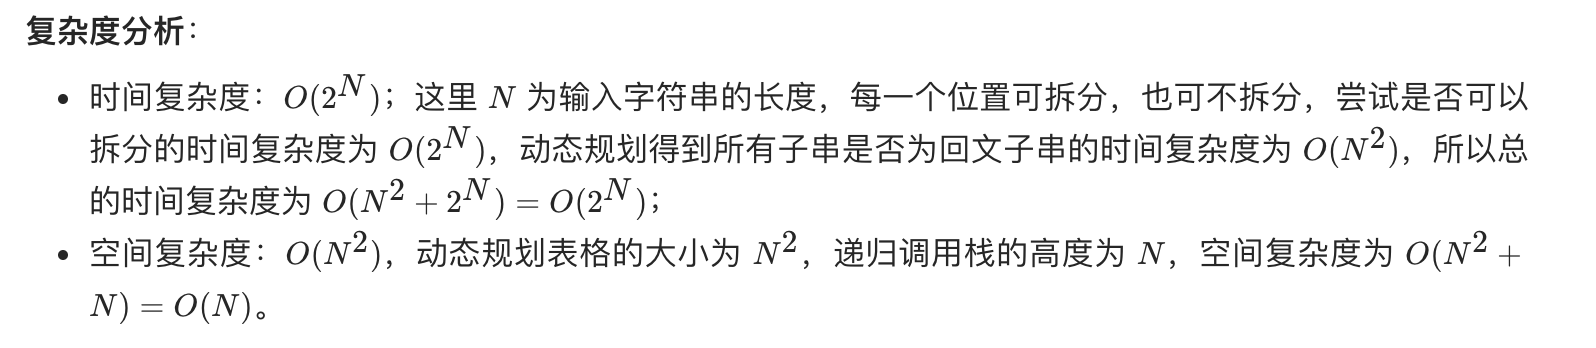 复杂度分析：
• 时间复杂度：O(2^N)；这里 N 为输入字符串的长度，每一个位置可拆分，也可不拆分，尝试是否可以
拆分的时间复杂度为 O(2^N)，动态规划得到所有子串是否为回文子串的时间复杂度为 O(N^2)，所以总
的时间复杂度为 O(N^2 + 2^N) = O(2^N)；
• 空间复杂度：O(N^2)，动态规划表格的大小为 N^2，递归调用栈的高度为 N，空间复杂度为 O(N^2 +
N) = O(N)。